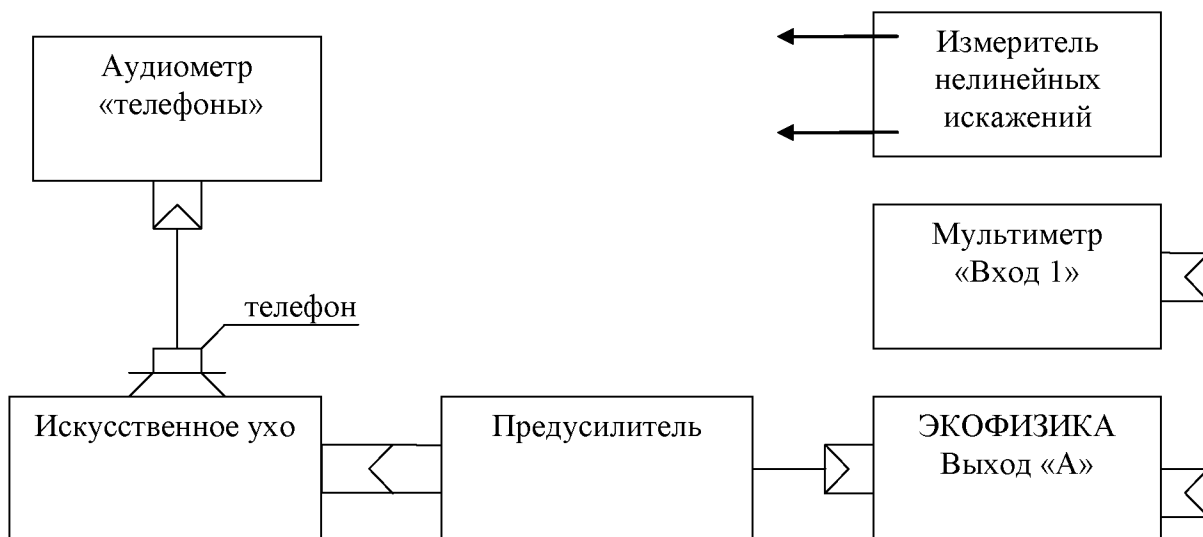 Аудиометр
«телефоны»
Измеритель
нелинейных
искажений
Мультиметр
«Вход 1»
телефон
Искусственное ухо
Предусилитель
ЭКОФИЗИКА
Выход «А»